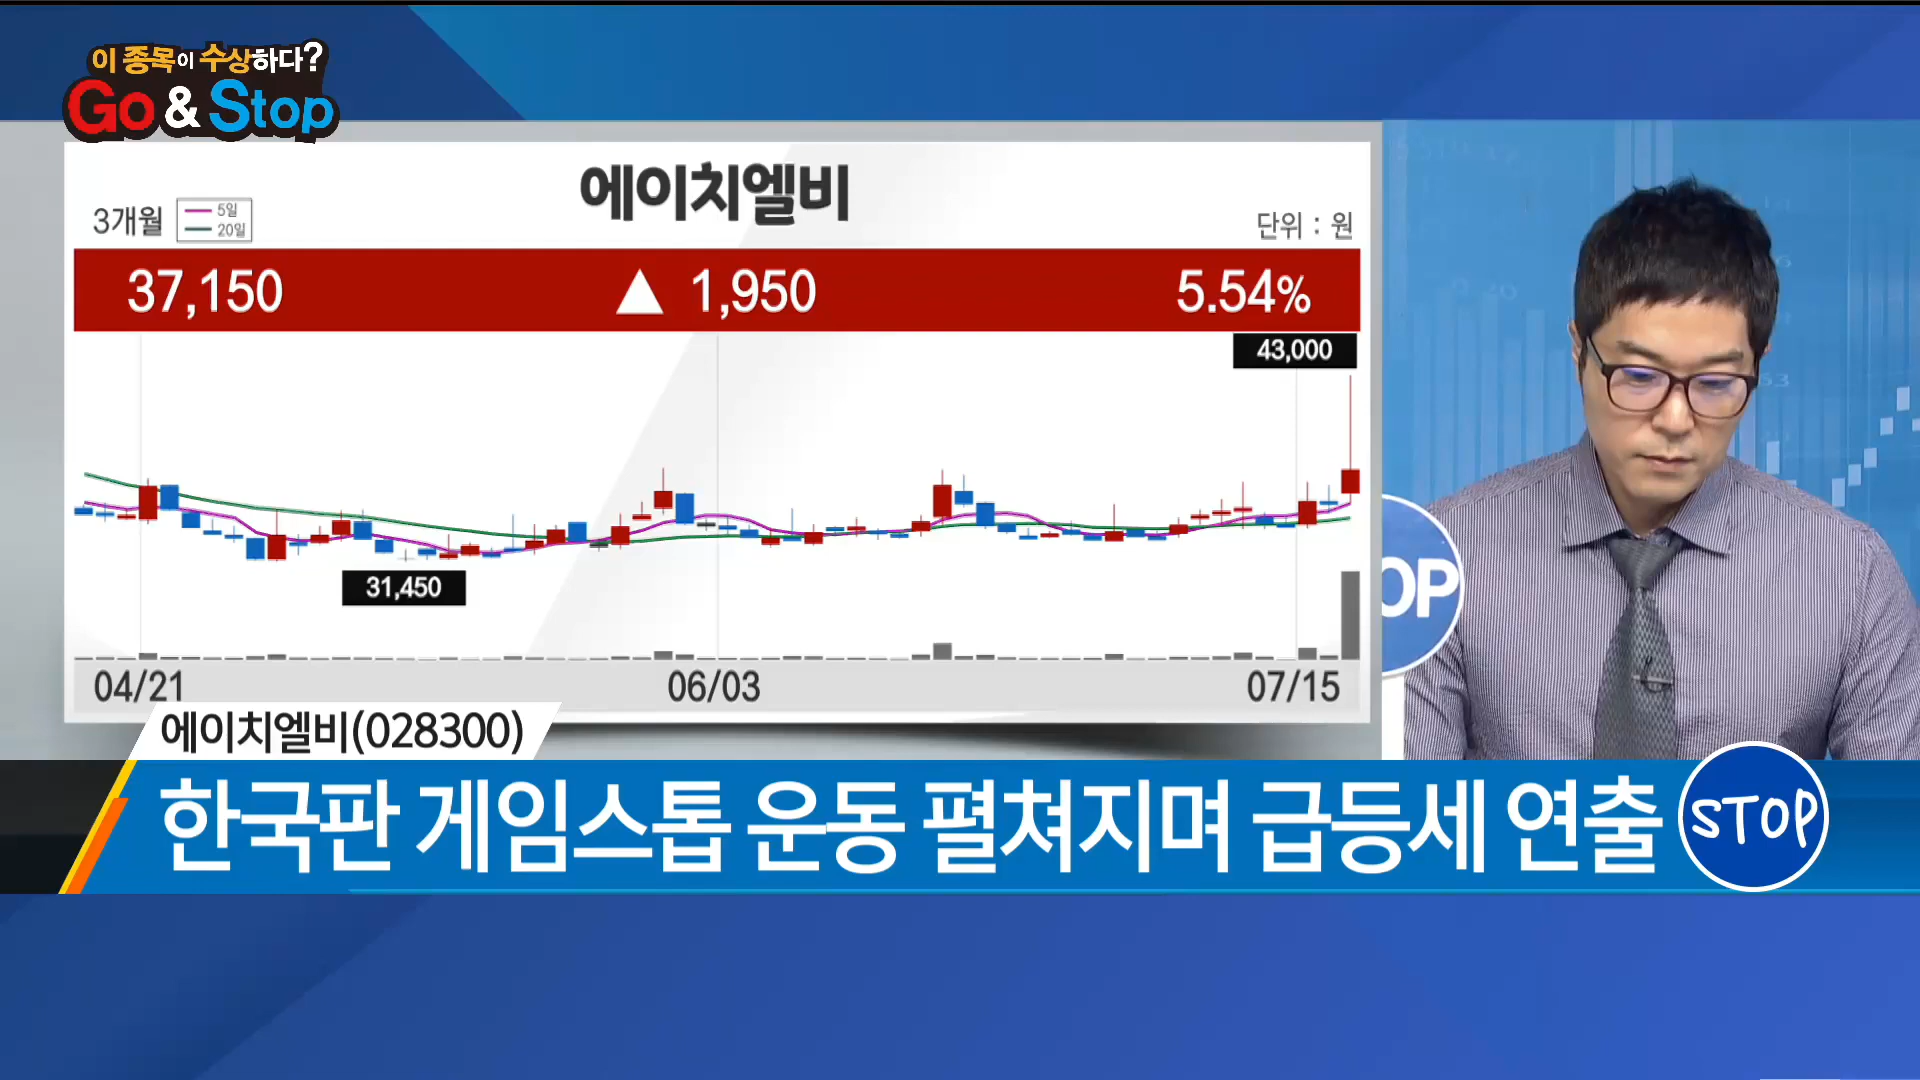 이 종목이 수상하다?
Go & Stop
에이치엘비
3개월
5일
20일
단위 : 원
37,150 ▲ 1,950 5.54%
43,000
31,450
04/21 06/03 07/15
OP
에이치엘비(028300)
한국판 게임스톱 운동 펼쳐지며 급등세 연출
STOP